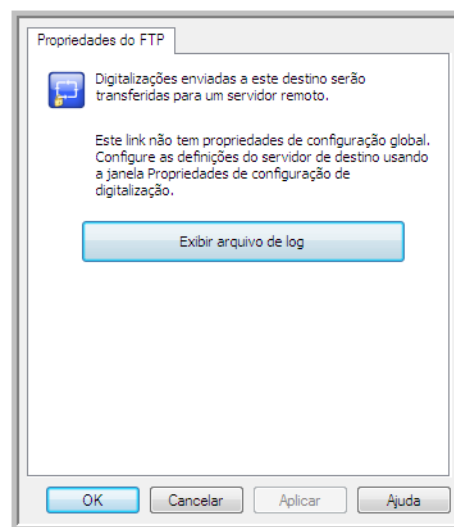 Propriedades do FTP
Digitalizações enviadas a este destino serão
transferidas para um servidor remoto.
Este link não tem propriedades de configuração global.
Configure as definições do servidor de destino usando
a janela Propriedades de configuração de
digitalização.
Exibir arquivo de log
OK Cancelar Aplicar Ajuda